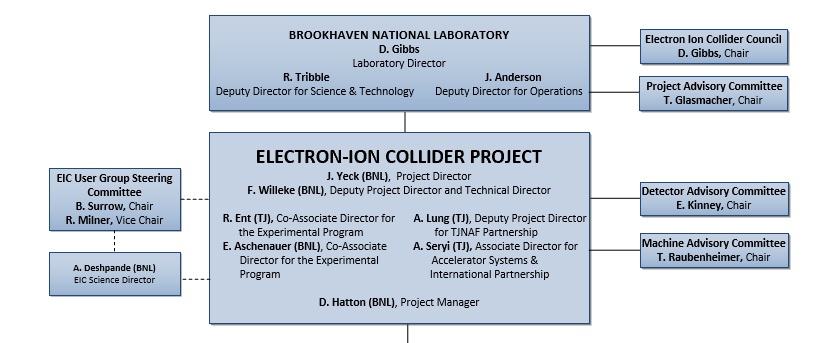 BROOKHAVEN NATIONAL LABORATORY
D. Gibbs
Laboratory Director
R. Tribble
Deputy Director for Science & Technology
J. Anderson
Deputy Director for Operations
Electron Ion Collider Council
D. Gibbs, Chair
Project Advisory Committee
T. Glasmacher, Chair
ELECTRON-ION COLLIDER PROJECT
J. Yeck (BNL), Project Director
F. Willeke (BNL), Deputy Project Director and Technical Director
R. Ent (TJ), Co-Associate Director for
the Experimental Program
E. Aschenauer (BNL), Co-Associate
Director for the Experimental
Program
A. Lung (TJ), Deputy Project Director
for TJNAF Partnership
A. Seryi (TJ), Associate Director for
Accelerator Systems &
International Partnership
D. Hatton (BNL), Project Manager
EIC User Group Steering
Committee
B. Surrow, Chair
R. Milner, Vice Chair
A. Deshpande (BNL)
EIC Science Director
Detector Advisory Committee
E. Kinney, Chair
Machine Advisory Committee
T. Raubenheimer, Chair